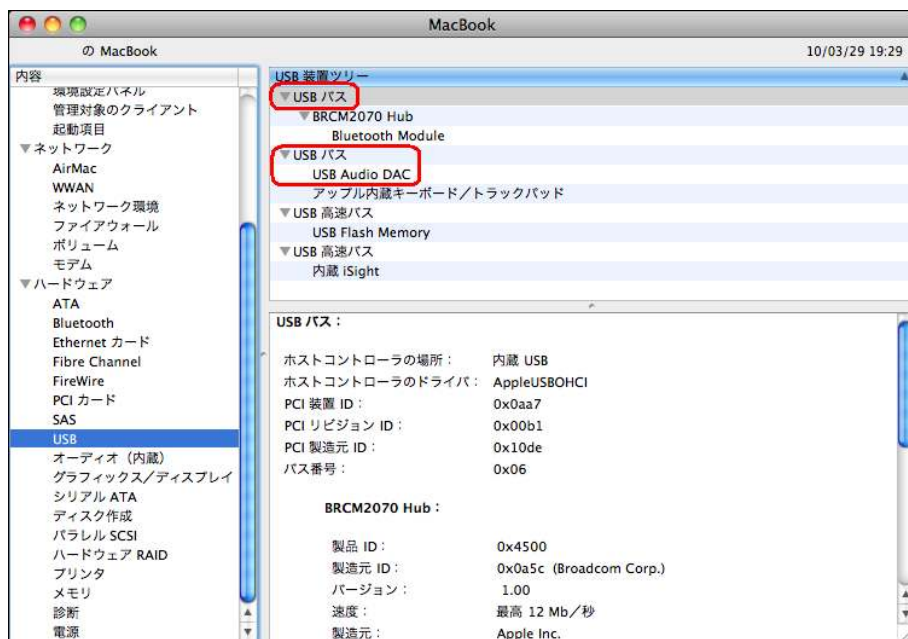 MacBook
の MacBook
10/03/29 19:29
内容
環境設定パネル
管理対象のクライアント
起動項目
▼ネットワーク
AirMac
WWAN
ネットワーク環境
ファイアウォール
ボリューム
モデム
▼ハードウェア
ATA
Bluetooth
Ethernet カード
Fibre Channel
FireWire
PCI カード
SAS
USB
オーディオ（内蔵）
グラフィックス／ディスプレイ
シリアル ATA
ディスク作成
パラレル SCSI
ハードウェア RAID
プリンタ
メモリ
診断
電源
USB 装置ツリー
▼USB バス
▼BRCM2070 Hub
Bluetooth Module
▼USB バス
USB Audio DAC
アップル内蔵キーボード／トラックパッド
▼USB 高速バス
USB Flash Memory
▼USB 高速バス
内蔵 iSight
USB バス：
ホストコントローラの場所： 内蔵 USB
ホストコントローラのドライバ： AppleUSBOHCI
PCI 装置 ID： 0x0aa7
PCI リビジョン ID： 0x00b1
PCI 製造元 ID： 0x10de
バス番号： 0x06
BRCM2070 Hub：
製品 ID： 0x4500
製造元 ID： 0x0a5c (Broadcom Corp.)
バージョン： 1.00
速度： 最高 12 Mb／秒
製造元： Apple Inc.